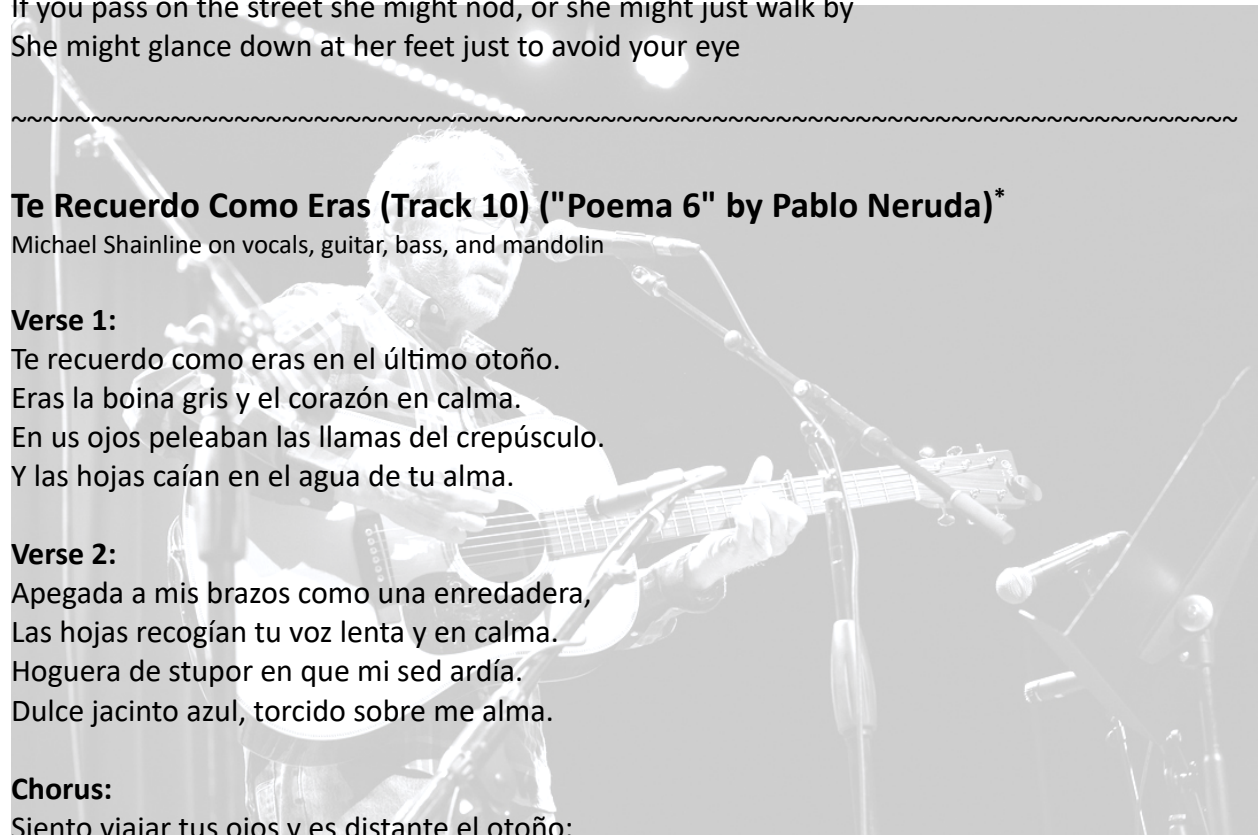 If you pass on the street she might nod, or she might just walk by
She might glance down at her feet just to avoid your eye
~~~~~~~~~~~~~~~~~~~~~~~~~~~~~~~~~~~~~~~~~~~~~~~~~~~~~~~~~~~~~~~~~~~~~~~~~~~~~
Te Recuerdo Como Eras (Track 10) ("Poema 6" by Pablo Neruda)*
Michael Shainline on vocals, guitar, bass, and mandolin
Verse 1:
Te recuerdo como eras en el último otoño.
Eras la boina gris y el corazón en calma.
En us ojos peleaban las llamas del crepúsculo.
Y las hojas caían en el agua de tu alma.
Verse 2:
Apegada a mis brazos como una enredadera,
Las hojas recogían tu voz lenta y en calma.
Hoguera de stupor en que mi sed ardía.
Dulce jacinto azul, torcido sobre me alma.
Chorus:
Siento viajar tus ojos y es distante el otoño: